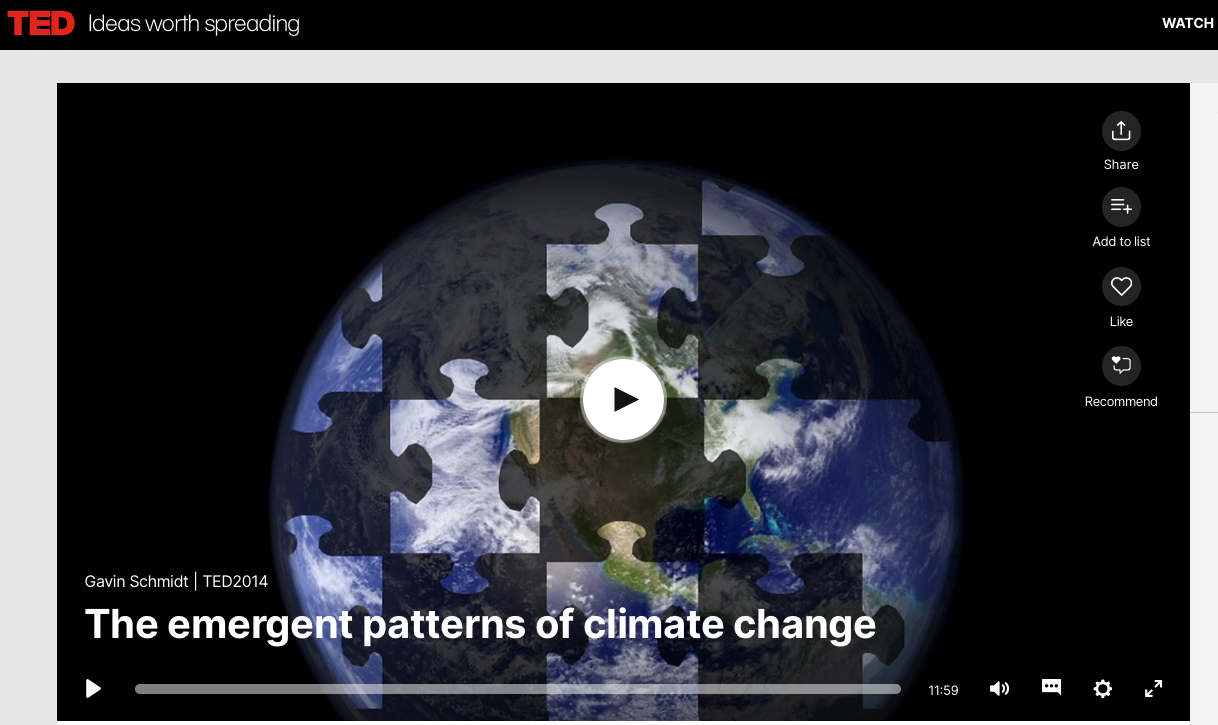 TED Ideas worth spreading
WATCH
Share
Add to list
Like
Recommend
Gavin Schmidt | TED2014
The emergent patterns of climate change
11:59